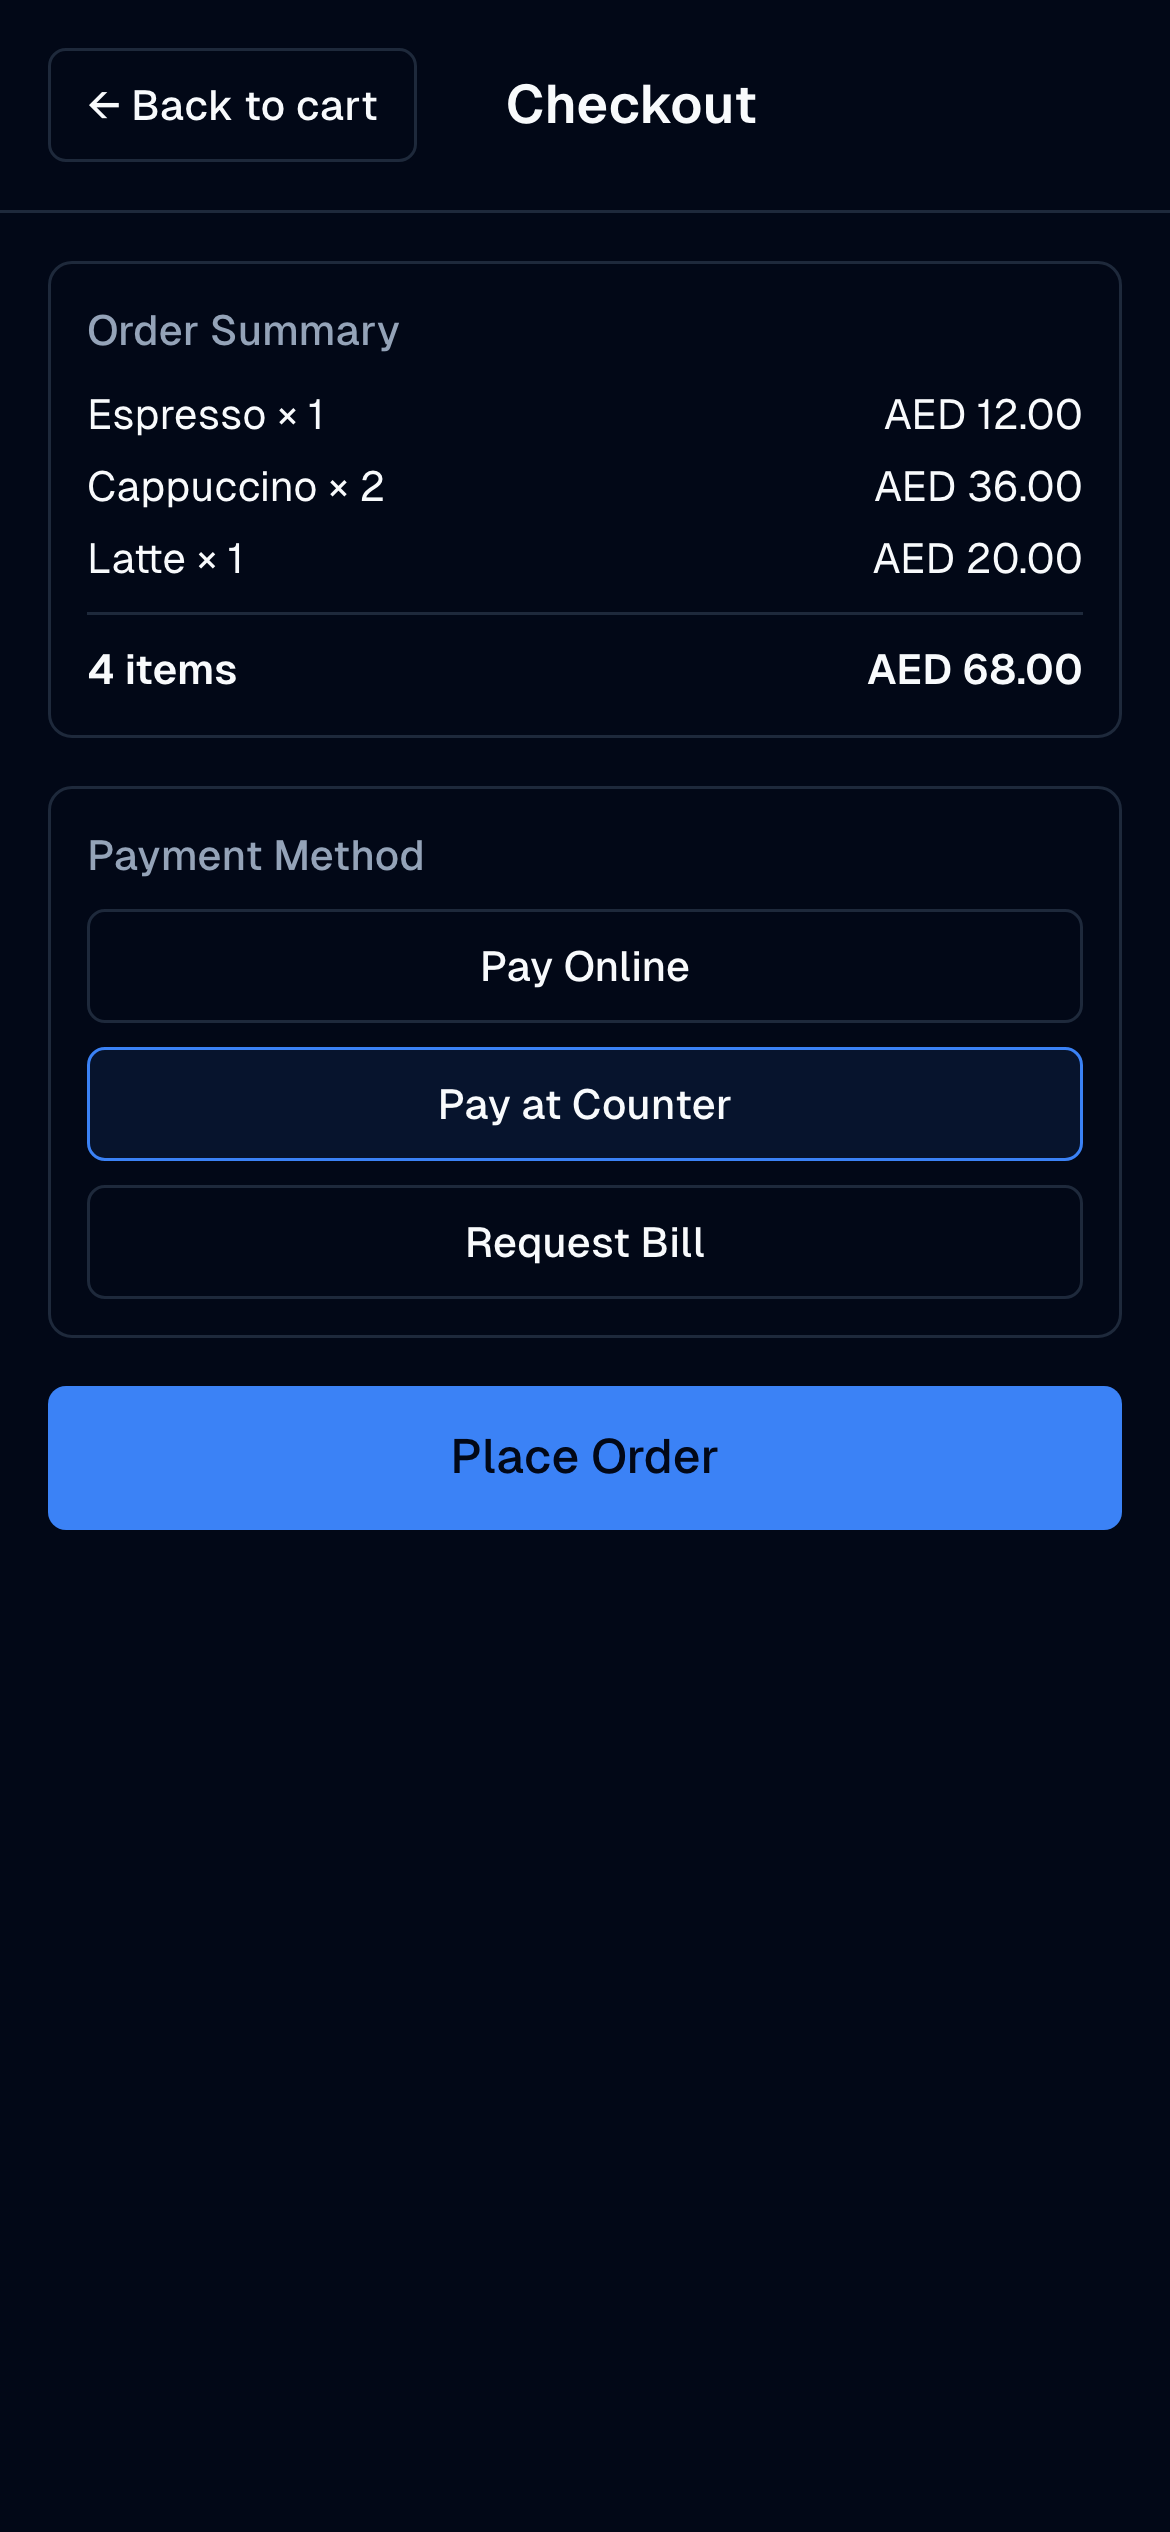 ← Back to cart
Checkout
Order Summary
Espresso × 1 AED 12.00
Cappuccino × 2 AED 36.00
Latte × 1 AED 20.00
4 items AED 68.00
Payment Method
Pay Online
Pay at Counter
Request Bill
Place Order